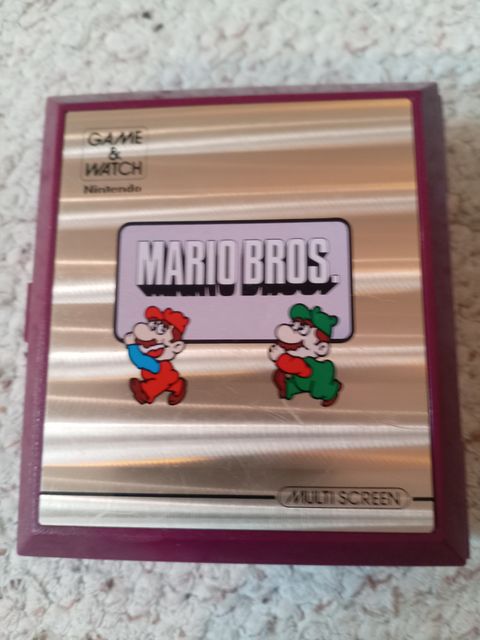 GAME
&
WATCH
Nintendo
MARIO BROS.
MULTI SCREEN